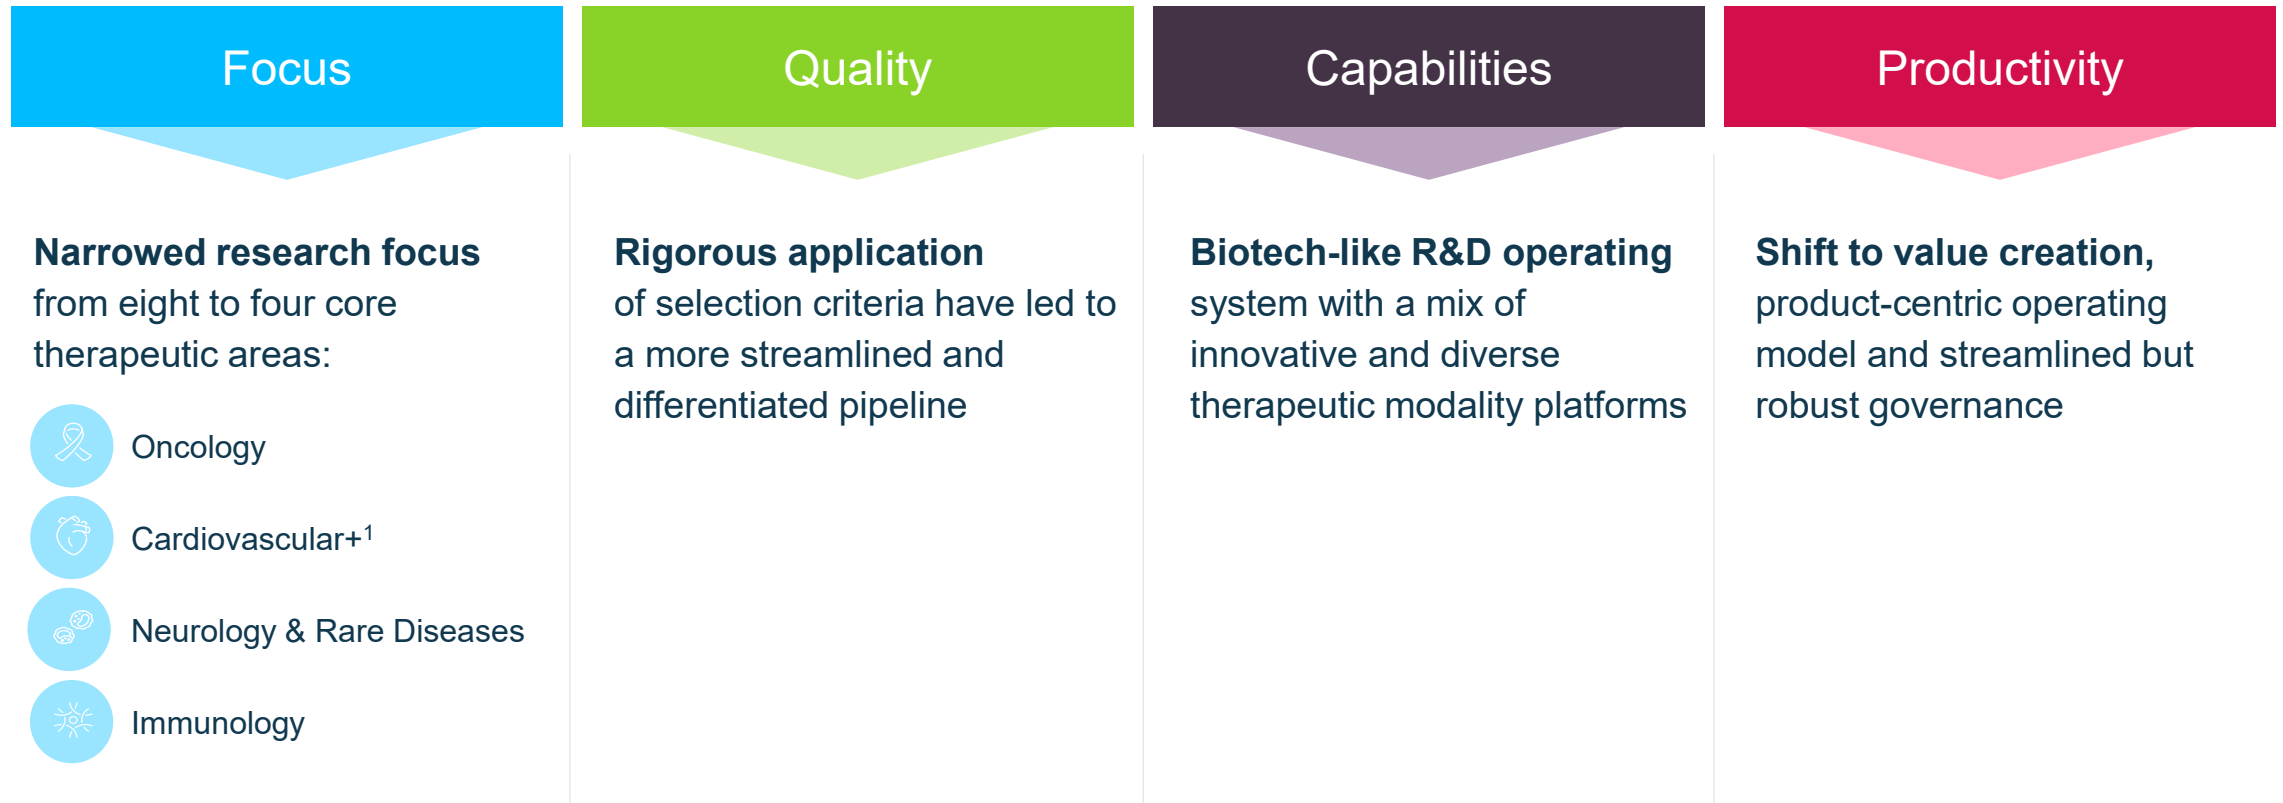 Focus
Narrowed research focus
from eight to four core
therapeutic areas:
Oncology
Cardiovascular+¹
Neurology & Rare Diseases
Immunology
Quality
Rigorous application
of selection criteria have led to
a more streamlined and
differentiated pipeline
Capabilities
Biotech-like R&D operating
system with a mix of
innovative and diverse
therapeutic modality platforms
Productivity
Shift to value creation,
product-centric operating
model and streamlined but
robust governance